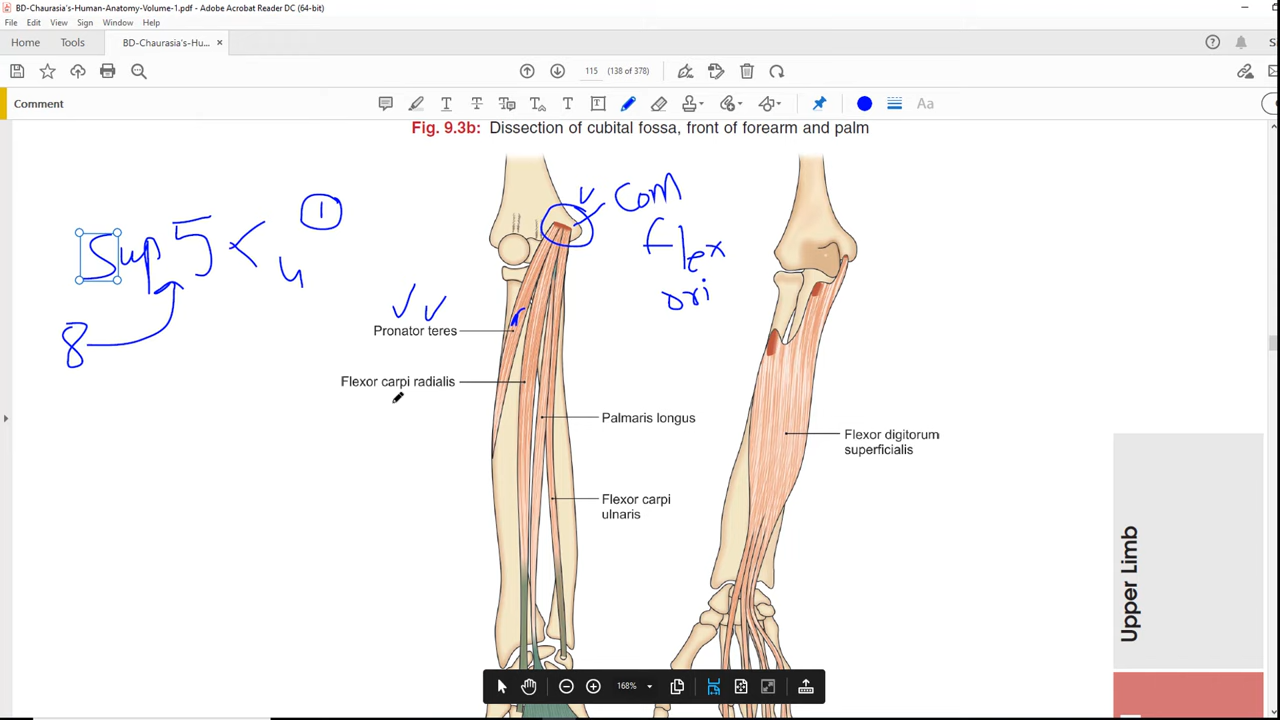 BD-Chaurasia's-Human-Anatomy-Volume-1.pdf - Adobe Acrobat Reader DC (64-bit)
File Edit View Sign Window Help
Home Tools BD-Chaurasia's-Hu... ×
115 (138 of 378)
Comment
Aa
Fig. 9.3b: Dissection of cubital fossa, front of forearm and palm
Com
flex
ori
Sup 5 < 1
4
8
Pronator teres
Flexor carpi radialis
Palmaris longus
Flexor digitorum
superficialis
Flexor carpi
ulnaris
Upper Limb
168%